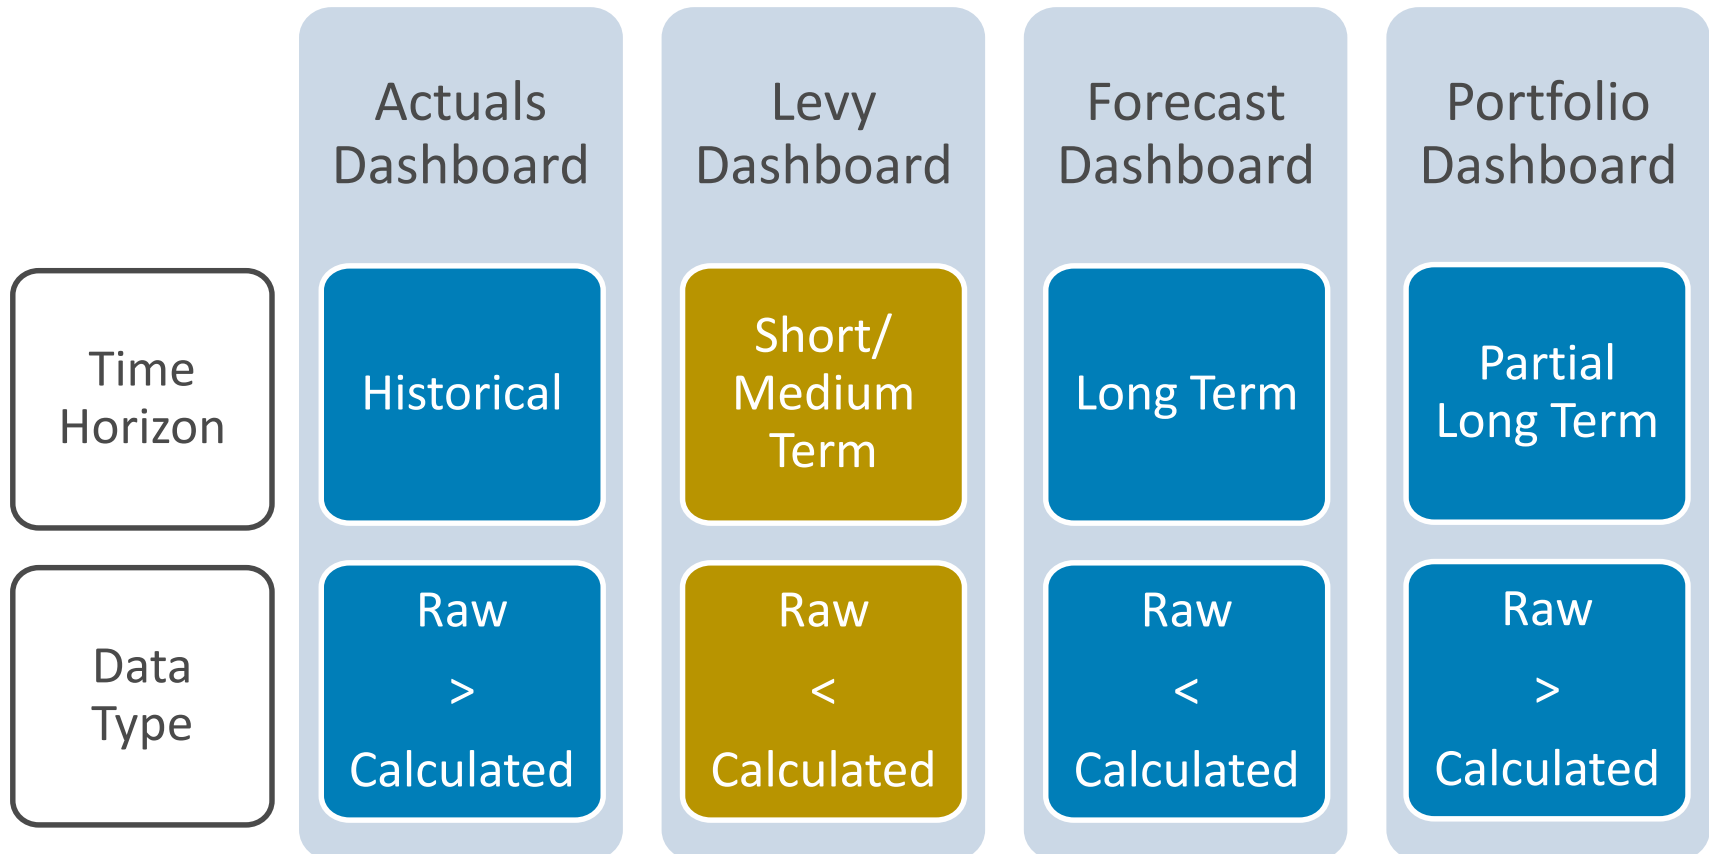 Actuals
Dashboard
Levy
Dashboard
Forecast
Dashboard
Portfolio
Dashboard
Time
Horizon
Historical
Short/
Medium
Term
Long Term
Partial
Long Term
Data
Type
Raw
>
Calculated
Raw
<
Calculated
Raw
<
Calculated
Raw
>
Calculated